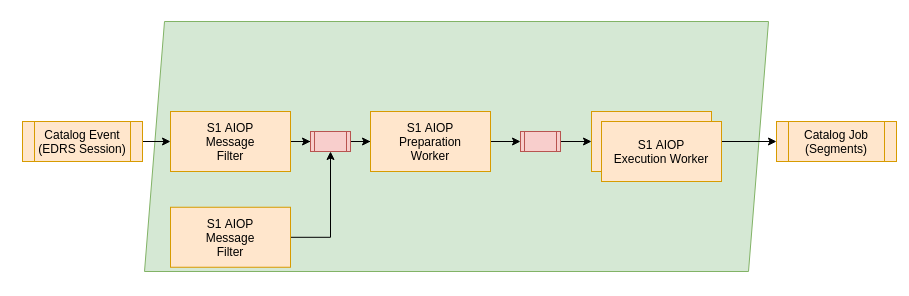 Catalog Event
(EDRS Session)
S1 AIOP
Message
Filter
S1 AIOP
Preparation
Worker
S1 AIOP
Execution Worker
Catalog Job
(Segments)
S1 AIOP
Message
Filter